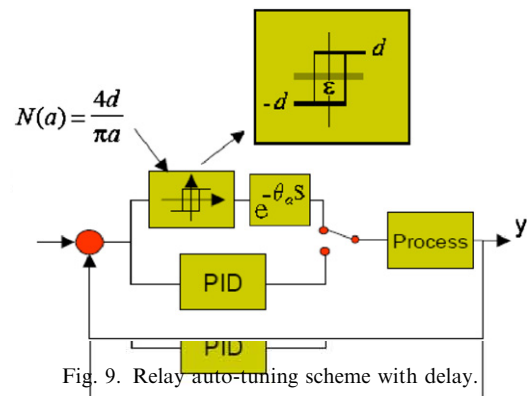 d
-d
ε
N(a) = 4d/πa
e^-θ_a s
y
Process
PID
PID
Fig. 9. Relay auto-tuning scheme with delay.